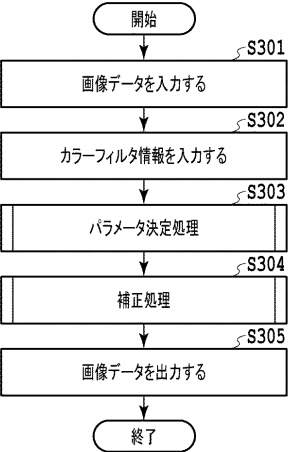 開始
S301
画像データを入力する
S302
カラーフィルタ情報を入力する
S303
パラメータ決定処理
S304
補正処理
S305
画像データを出力する
終了